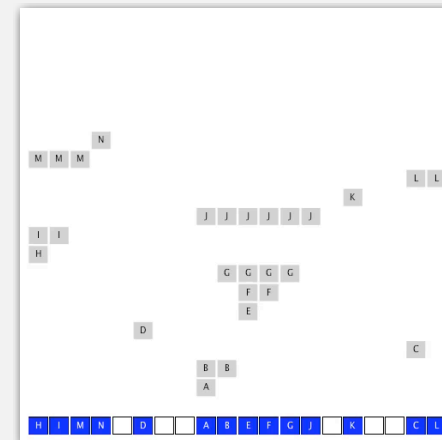 N
M M M
L L
K
J J J J J J
I I
H
G G G G
F F
E
D
C
B B
A
H I M N D A B E F G J K C L